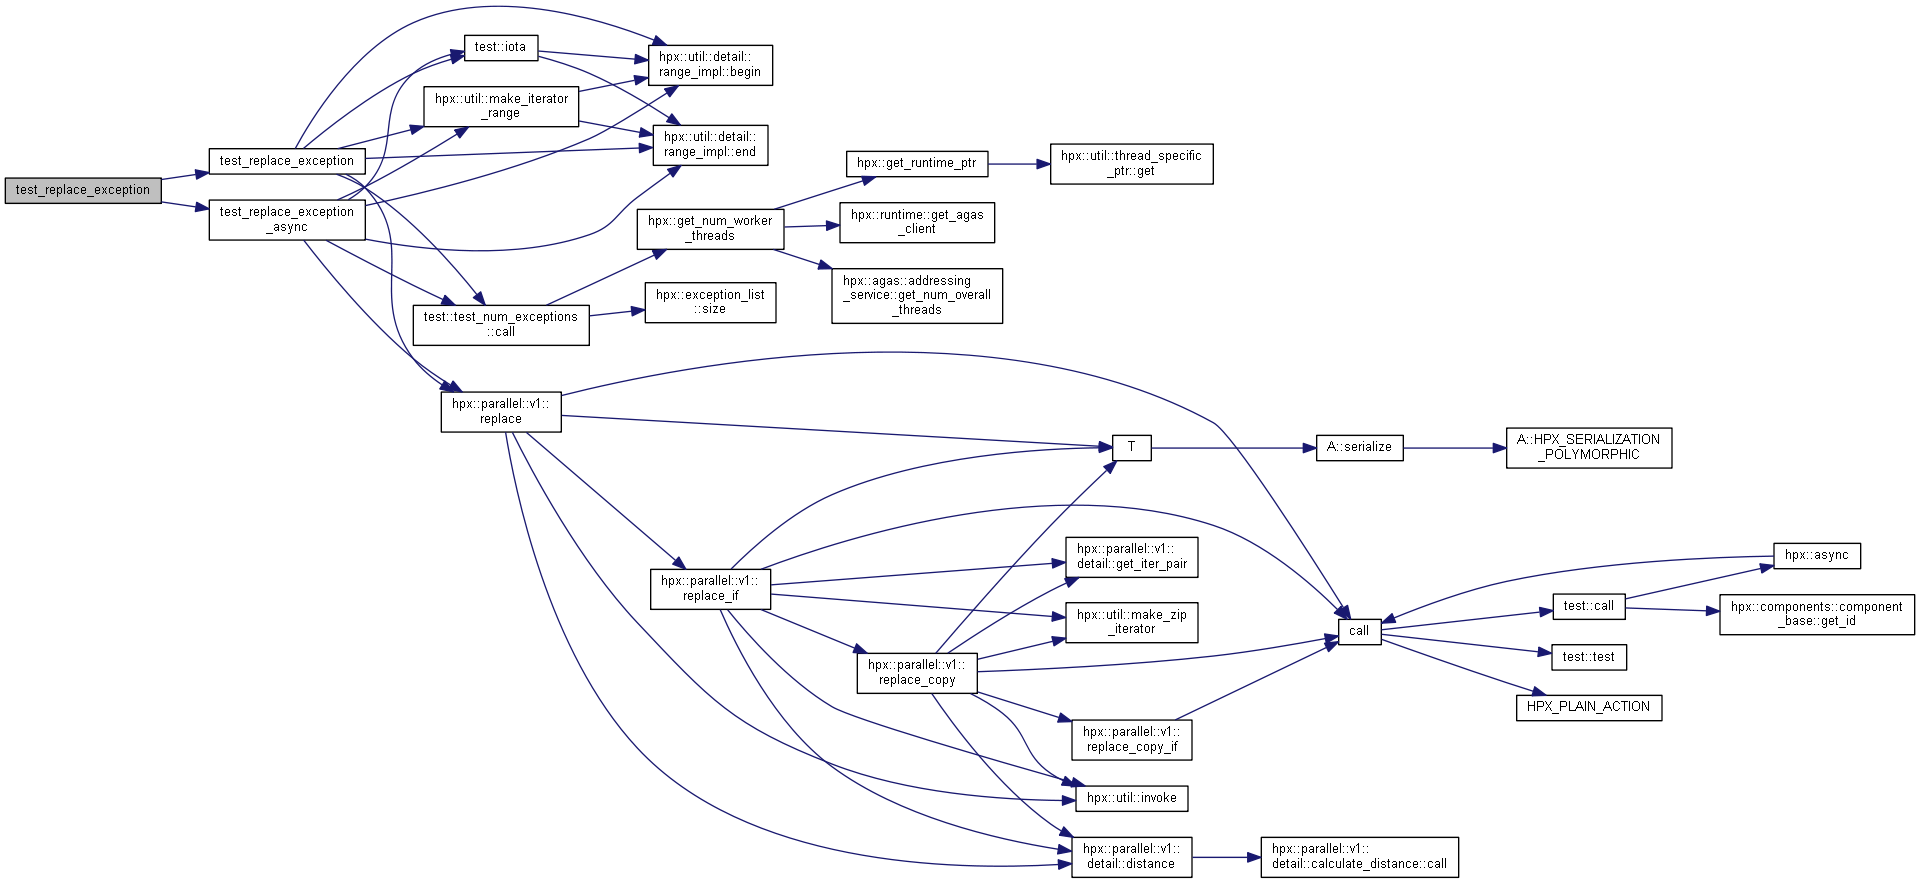 test_replace_exception
test_replace_exception
test_replace_exception
_async
test::iota
hpx::util::make_iterator
_range
hpx::util::detail::
range_impl::begin
hpx::util::detail::
range_impl::end
test::test_num_exceptions
::call
hpx::get_num_worker
_threads
hpx::exception_list
::size
hpx::get_runtime_ptr
hpx::util::thread_specific
_ptr::get
hpx::runtime::get_agas
_client
hpx::agas::addressing
_service::get_num_overall
_threads
hpx::parallel::v1::
replace
T
A::serialize
A::HPX_SERIALIZATION
_POLYMORPHIC
hpx::parallel::v1::
replace_if
hpx::parallel::v1::
detail::get_iter_pair
hpx::util::make_zip
_iterator
hpx::parallel::v1::
replace_copy
hpx::parallel::v1::
replace_copy_if
hpx::util::invoke
hpx::parallel::v1::
detail::distance
hpx::parallel::v1::
detail::calculate_distance::call
call
test::call
hpx::async
hpx::components::component
_base::get_id
test::test
HPX_PLAIN_ACTION